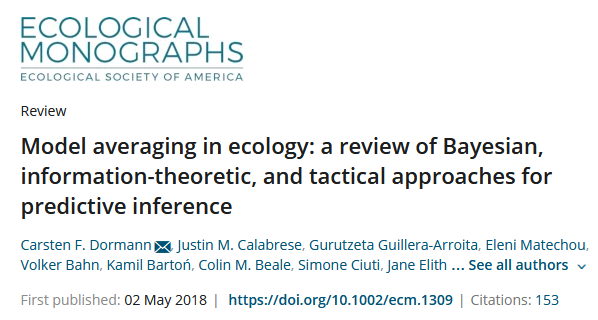 ECOLOGICAL
MONOGRAPHS
ECOLOGICAL SOCIETY OF AMERICA
Review
Model averaging in ecology: a review of Bayesian,
information-theoretic, and tactical approaches for
predictive inference
Carsten F. Dormann, Justin M. Calabrese, Gurutzeta Guillera-Arroita, Eleni Matechou,
Volker Bahn, Kamil Bartoń, Colin M. Beale, Simone Ciuti, Jane Elith ... See all authors
First published: 02 May 2018 | https://doi.org/10.1002/ecm.1309 | Citations: 153